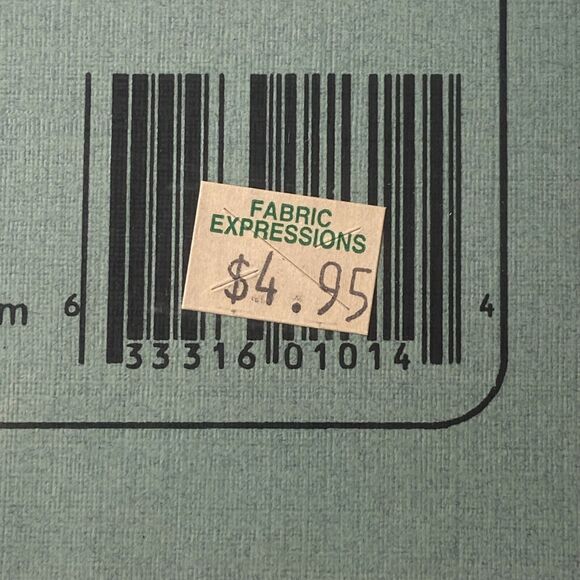 FABRIC
EXPRESSIONS
$4.95
m
6 33316 01014 4